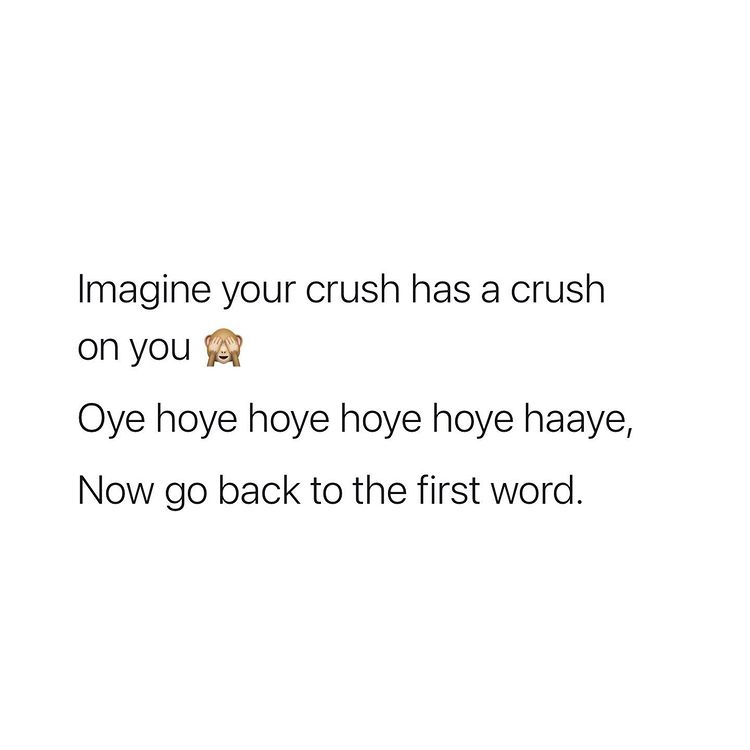 Imagine your crush has a crush
on you 🙈
Oye hoye hoye hoye hoye haaye,
Now go back to the first word.